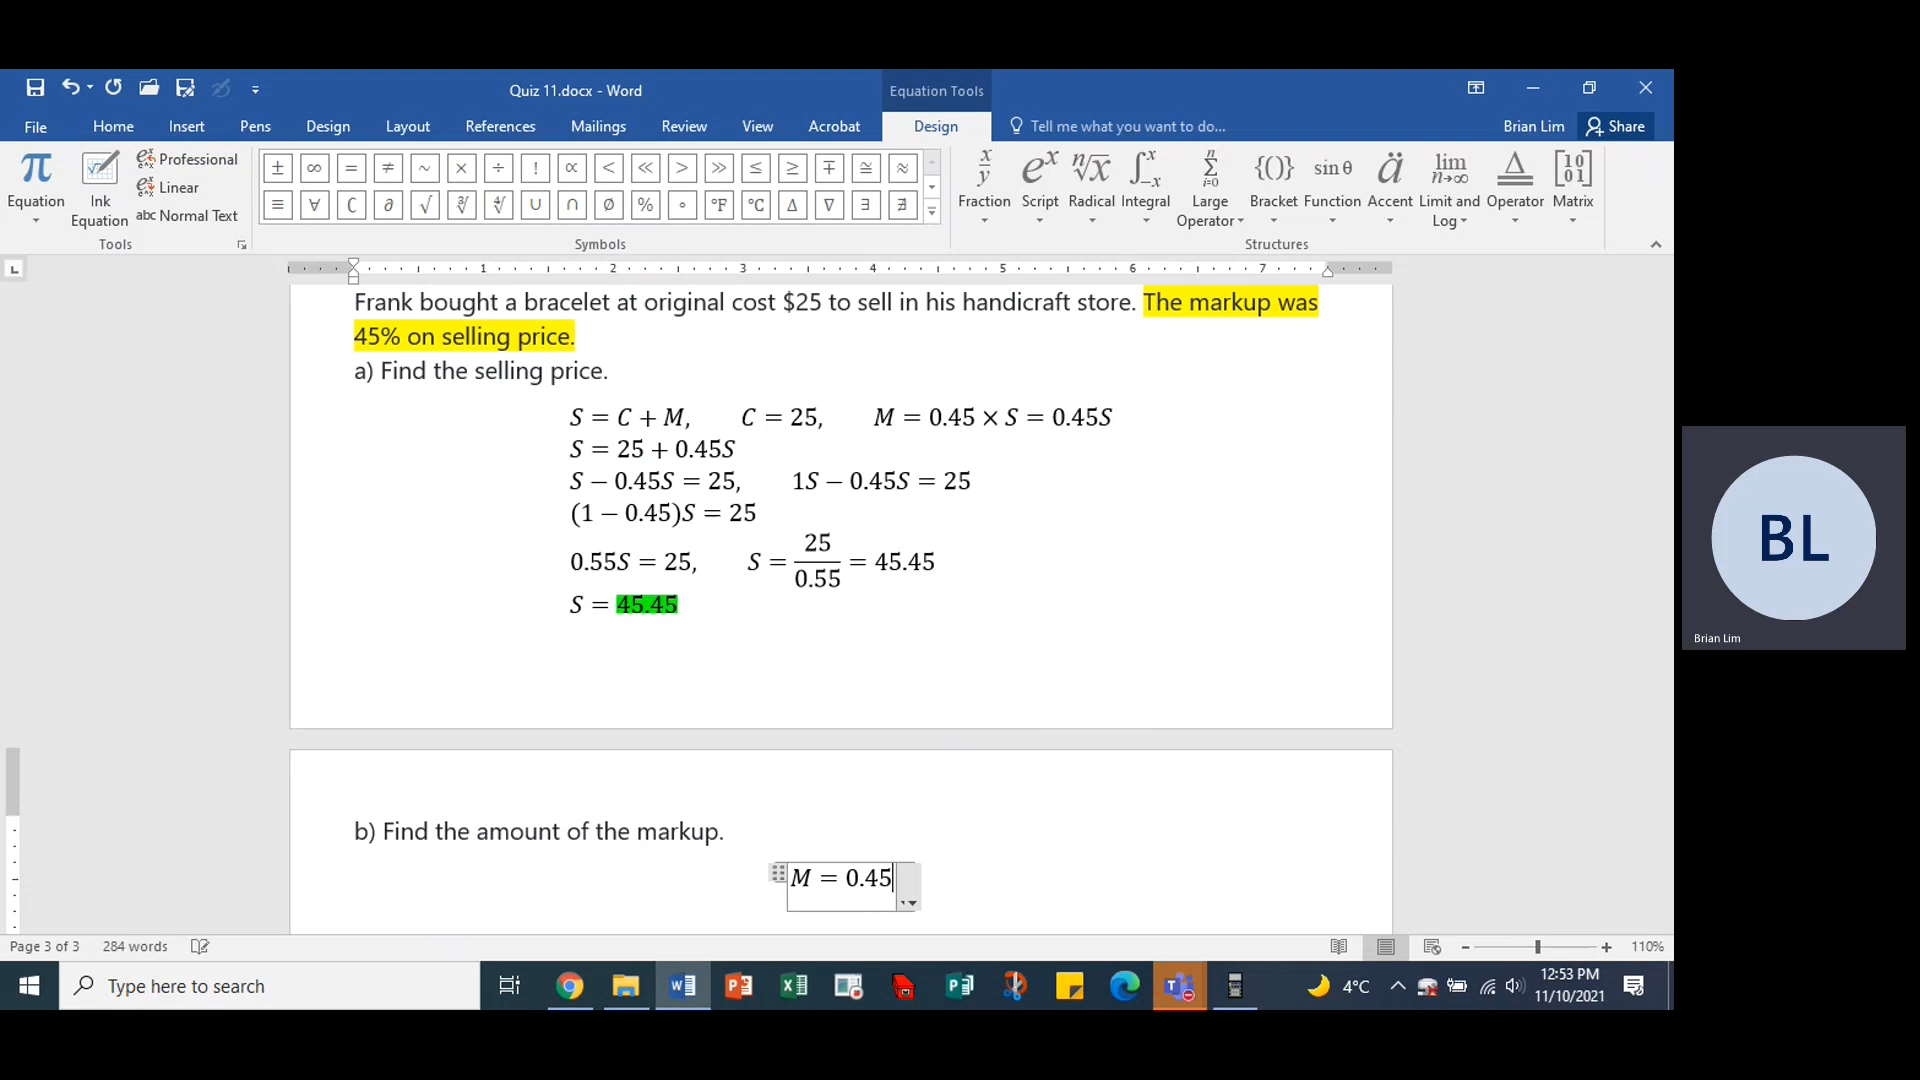 Quiz 11.docx - Word
Equation Tools
File Home Insert Pens Design Layout References Mailings Review View Acrobat Design Tell me what you want to do... Brian Lim Share
Equation
Ink Equation
Professional
Linear
abc Normal Text
Tools
± ∞ = ≠ ~ × ÷ ! ∝ < ≪ > ≫ ≤ ≥ ∓ ≅ ≈
≡ ∀ ∁ ∂ √ ∛ ∜ ∪ ∩ ∅ % ° °F °C ∆ ∇ ∃ ∄
Symbols
Fraction Script Radical Integral Large Operator Bracket Function Accent Limit and Log Operator Matrix
Structures
1 2 3 4 5 6 7
Frank bought a bracelet at original cost $25 to sell in his handicraft store. The markup was
45% on selling price.
a) Find the selling price.
S = C + M, C = 25, M = 0.45 × S = 0.45S
S = 25 + 0.45S
S − 0.45S = 25, 1S − 0.45S = 25
(1 − 0.45)S = 25
0.55S = 25, S = 25/0.55 = 45.45
S = 45.45
b) Find the amount of the markup.
M = 0.45
BL
Brian Lim
Page 3 of 3 284 words 110%
Type here to search
4°C
12:53 PM
11/10/2021